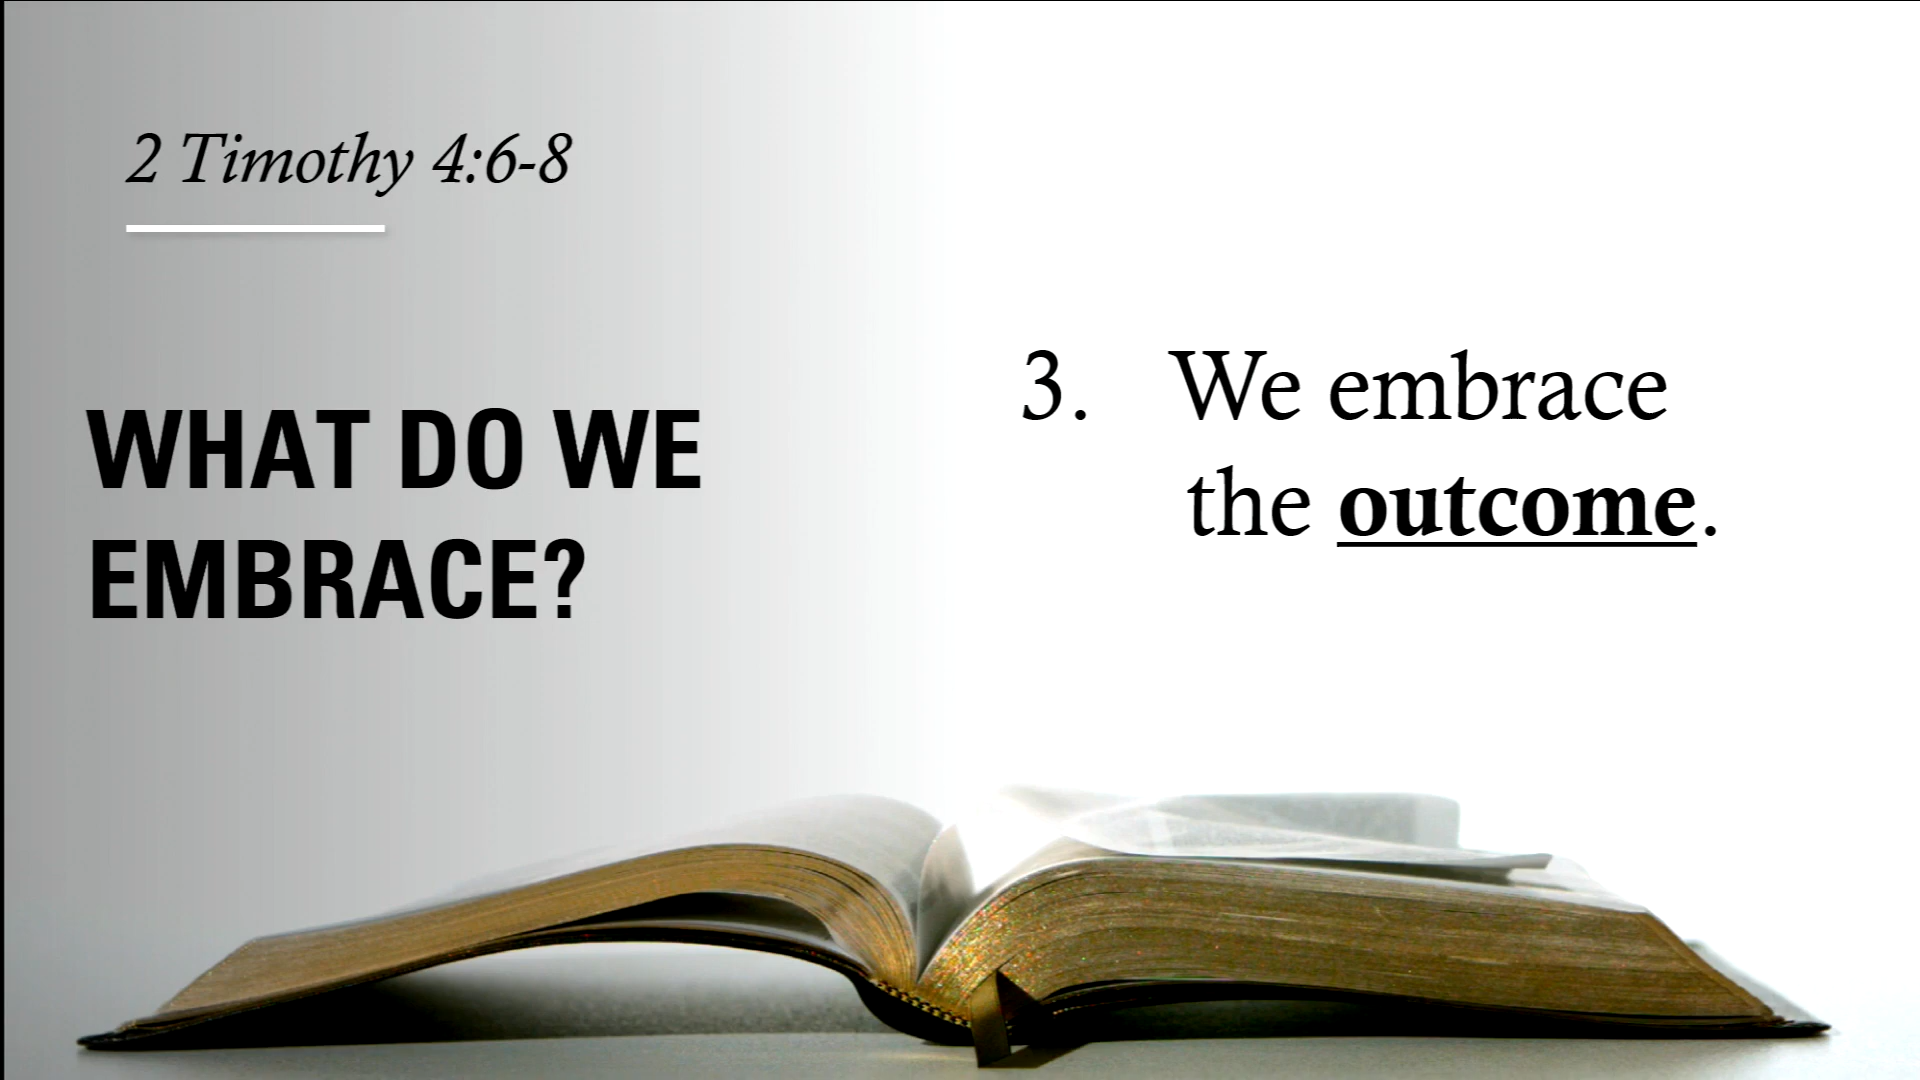 2 Timothy 4:6-8
WHAT DO WE
EMBRACE?
3. We embrace
the outcome.